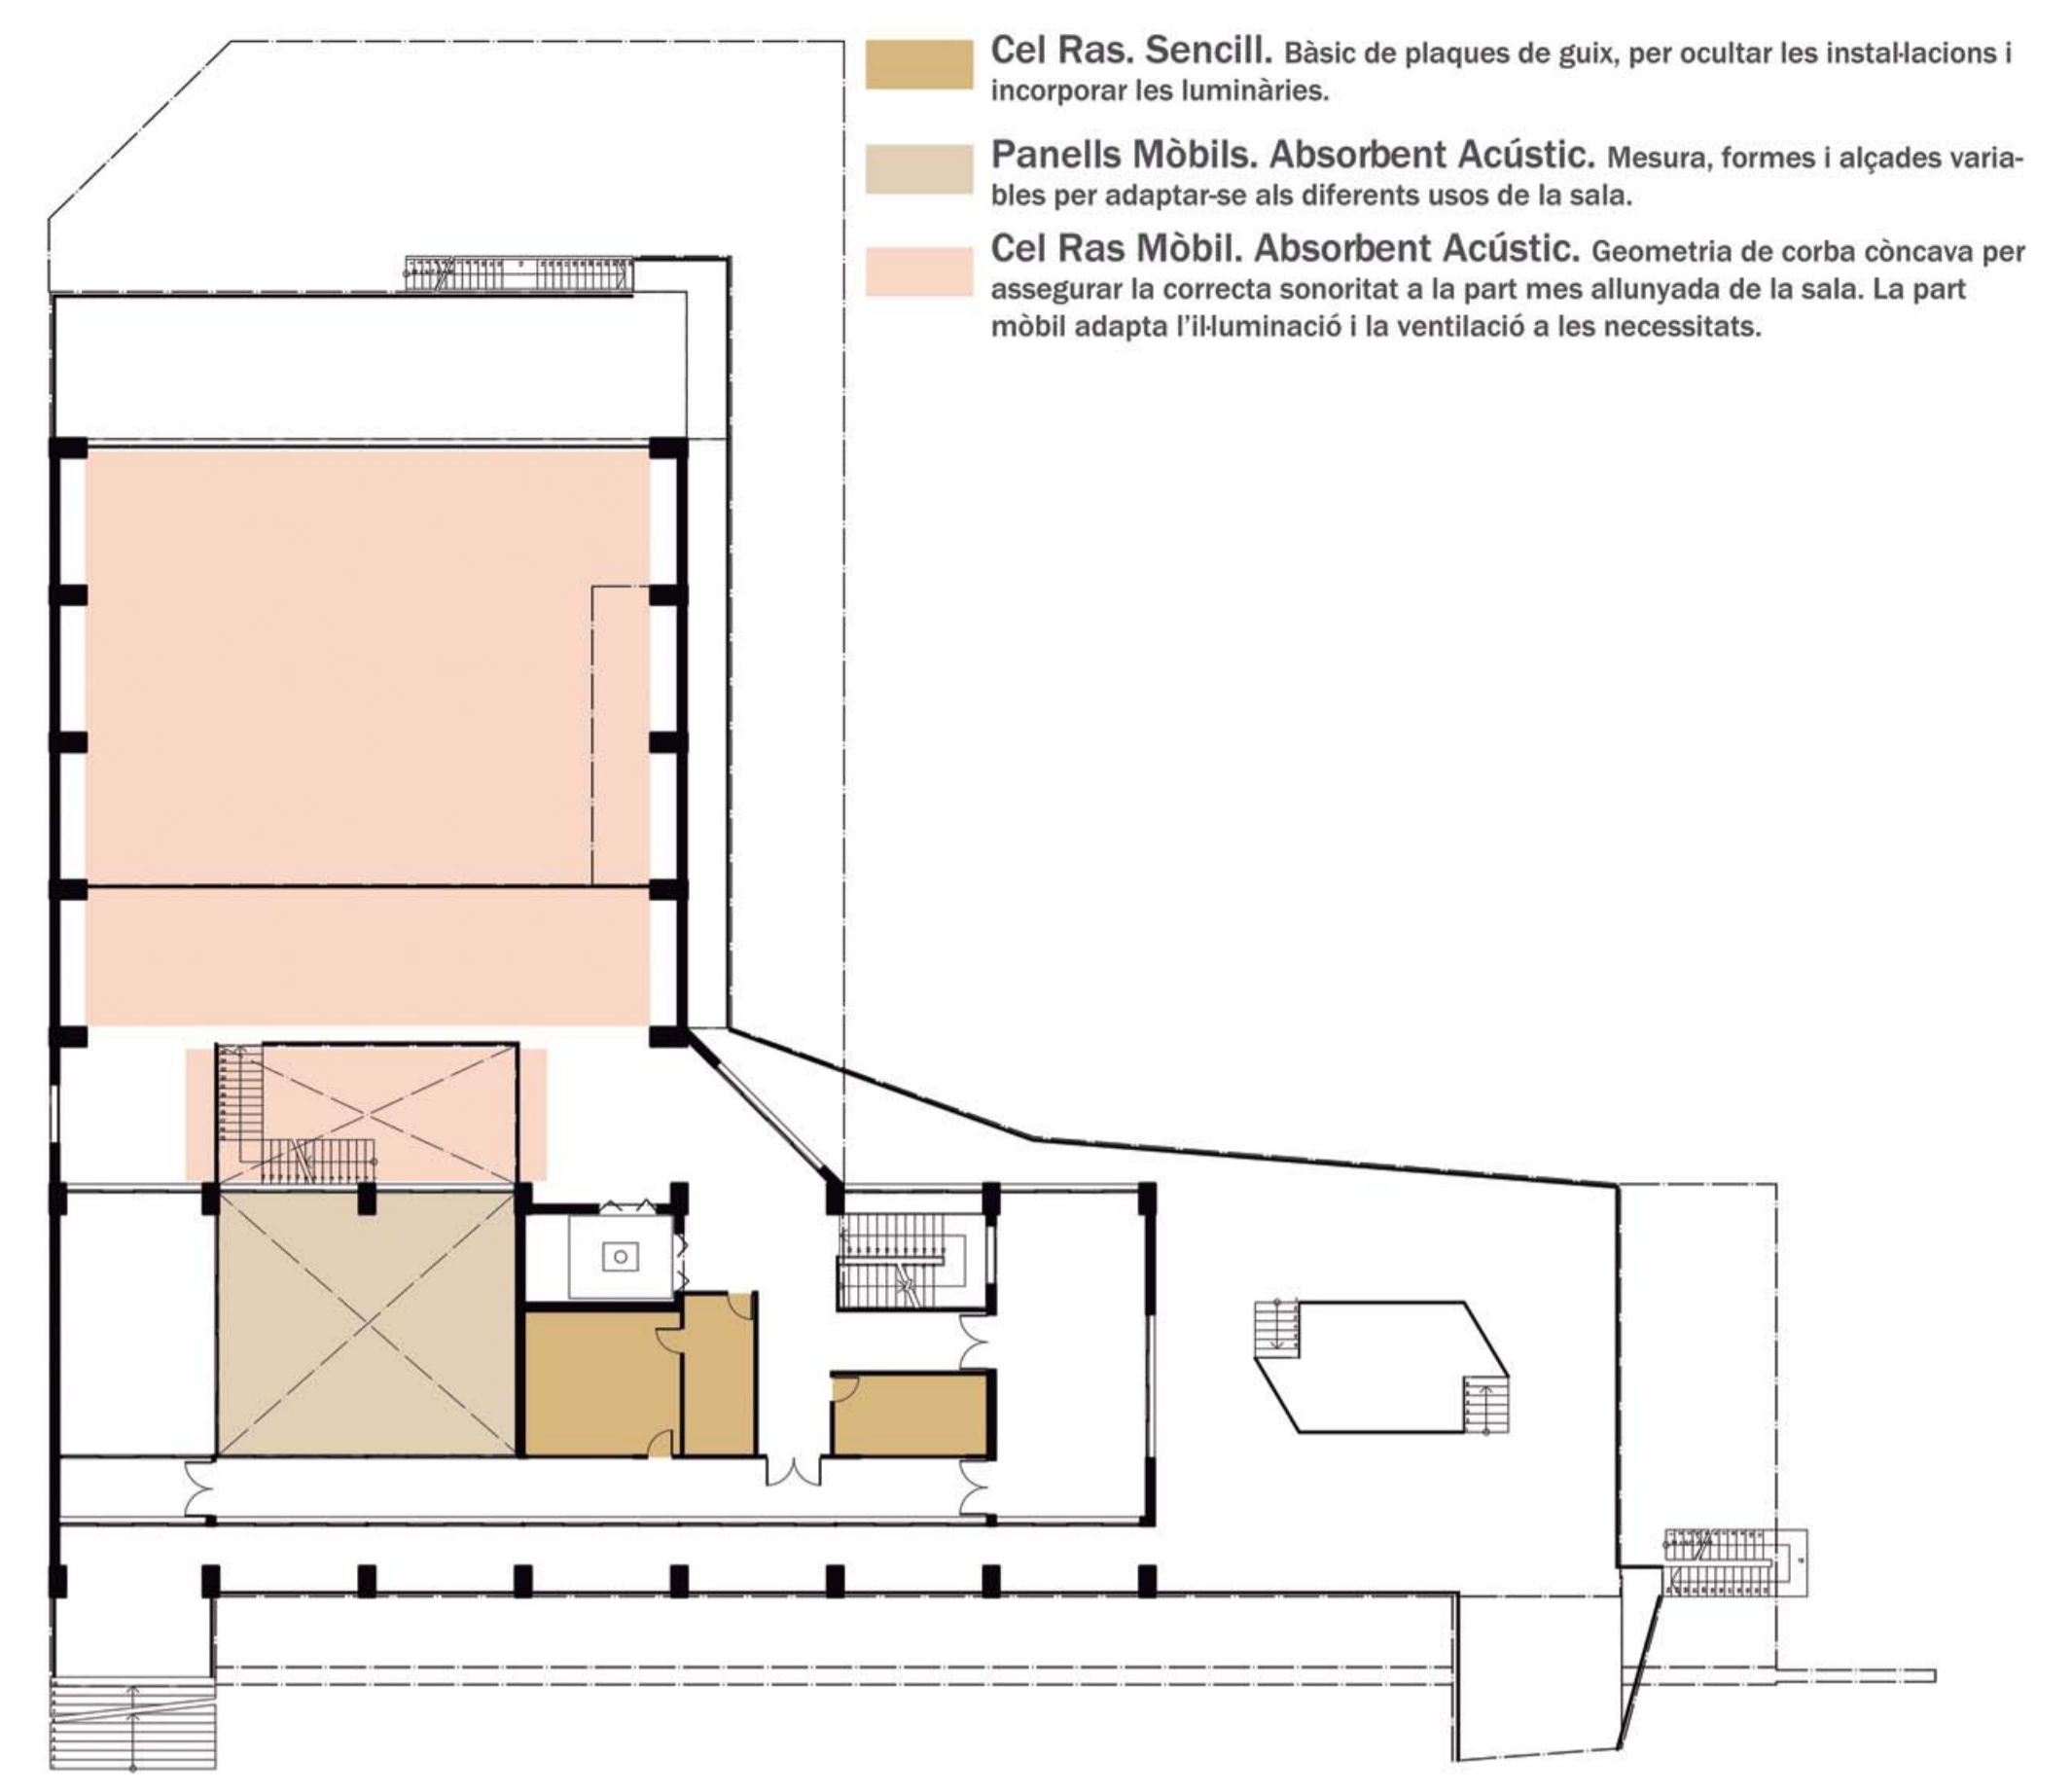 Cel Ras. Sencill. Bàsic de plaques de guix, per ocultar les instal·lacions i
incorporar les luminàries.
Panells Mòbils. Absorbent Acústic. Mesura, formes i alçades varia-
bles per adaptar-se als diferents usos de la sala.
Cel Ras Mòbil. Absorbent Acústic. Geometria de corba còncava per
assegurar la correcta sonoritat a la part mes allunyada de la sala. La part
mòbil adapta l'il·luminació i la ventilació a les necessitats.